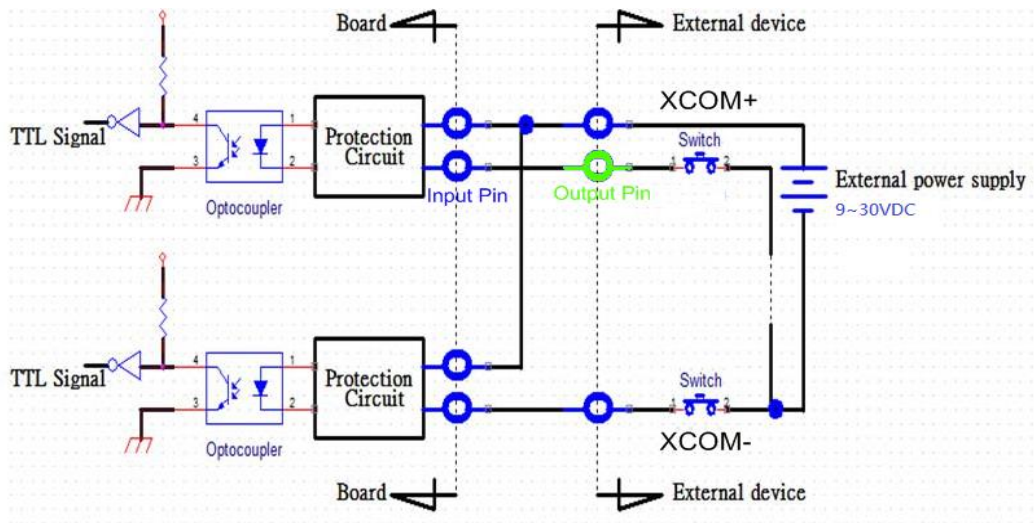 Board
External device
XCOM+
TTL Signal
4
1
3
2
Optocoupler
Protection
Circuit
Input Pin
Output Pin
Switch
1
2
External power supply
9~30VDC
TTL Signal
4
1
3
2
Optocoupler
Protection
Circuit
Switch
1
2
XCOM-
Board
External device